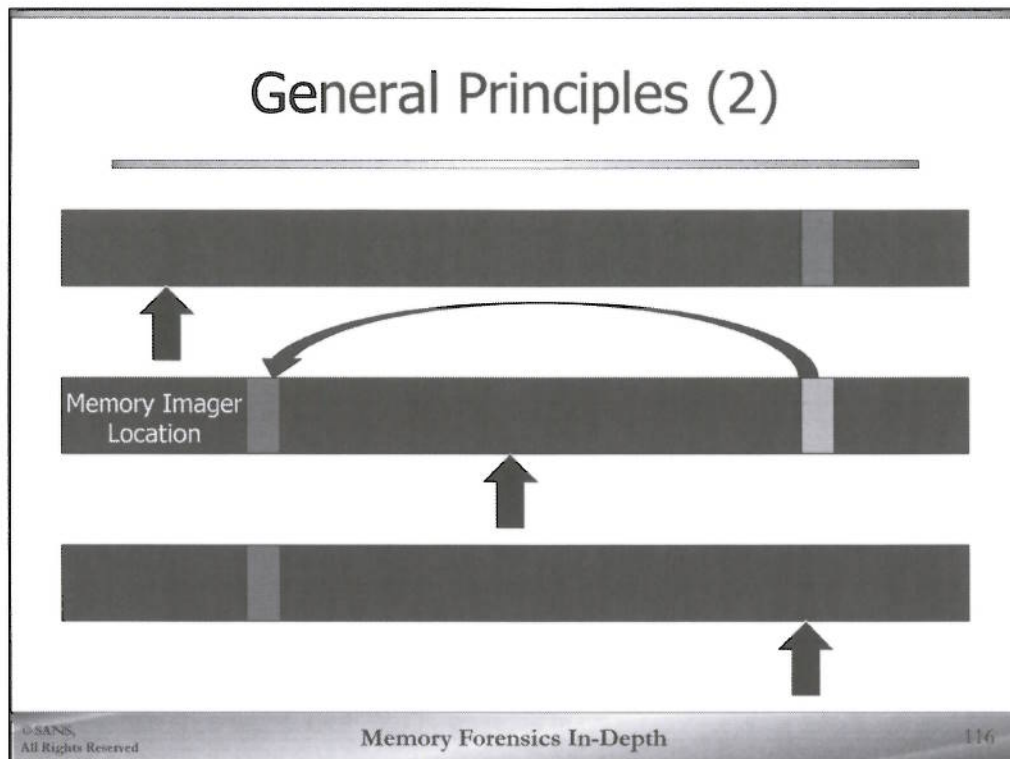 General Principles (2)
Memory Imager
Location
© SANS,
All Rights Reserved
Memory Forensics In-Depth
116